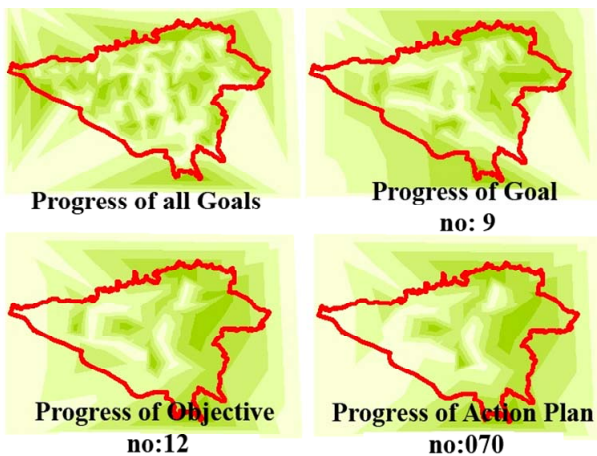 Progress of all Goals
Progress of Goal
no: 9
Progress of Objective
no:12
Progress of Action Plan
no:070